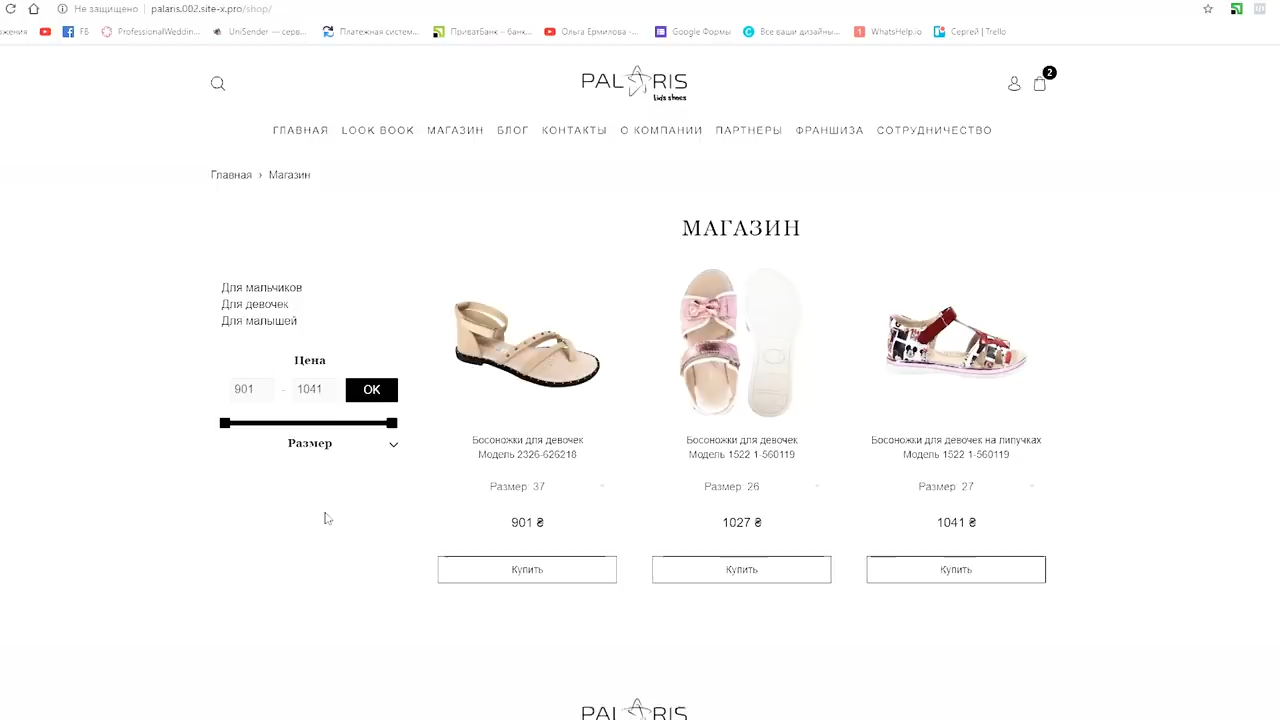 Не защищено palaris.002.site-x.pro/shop/
жения FB ProfessionalWeddin... UniSender — серв... Платежная систем... ПриватБанк – банк... Ольга Ермилова -... Google Формы Все ваши дизайны... WhatsHelp.io Сергей | Trello
PALARIS
kid's shoes
2
ГЛАВНАЯ LOOK BOOK МАГАЗИН БЛОГ КОНТАКТЫ О КОМПАНИИ ПАРТНЕРЫ ФРАНШИЗА СОТРУДНИЧЕСТВО
Главная › Магазин
МАГАЗИН
Для мальчиков
Для девочек
Для малышей
Цена
901 - 1041 OK
Размер
Босоножки для девочек
Модель 2326-626218
Размер: 37
901 ₴
Купить
Босоножки для девочек
Модель 1522 1-560119
Размер: 26
1027 ₴
Купить
Босоножки для девочек на липучках
Модель 1522 1-560119
Размер: 27
1041 ₴
Купить
PALARIS